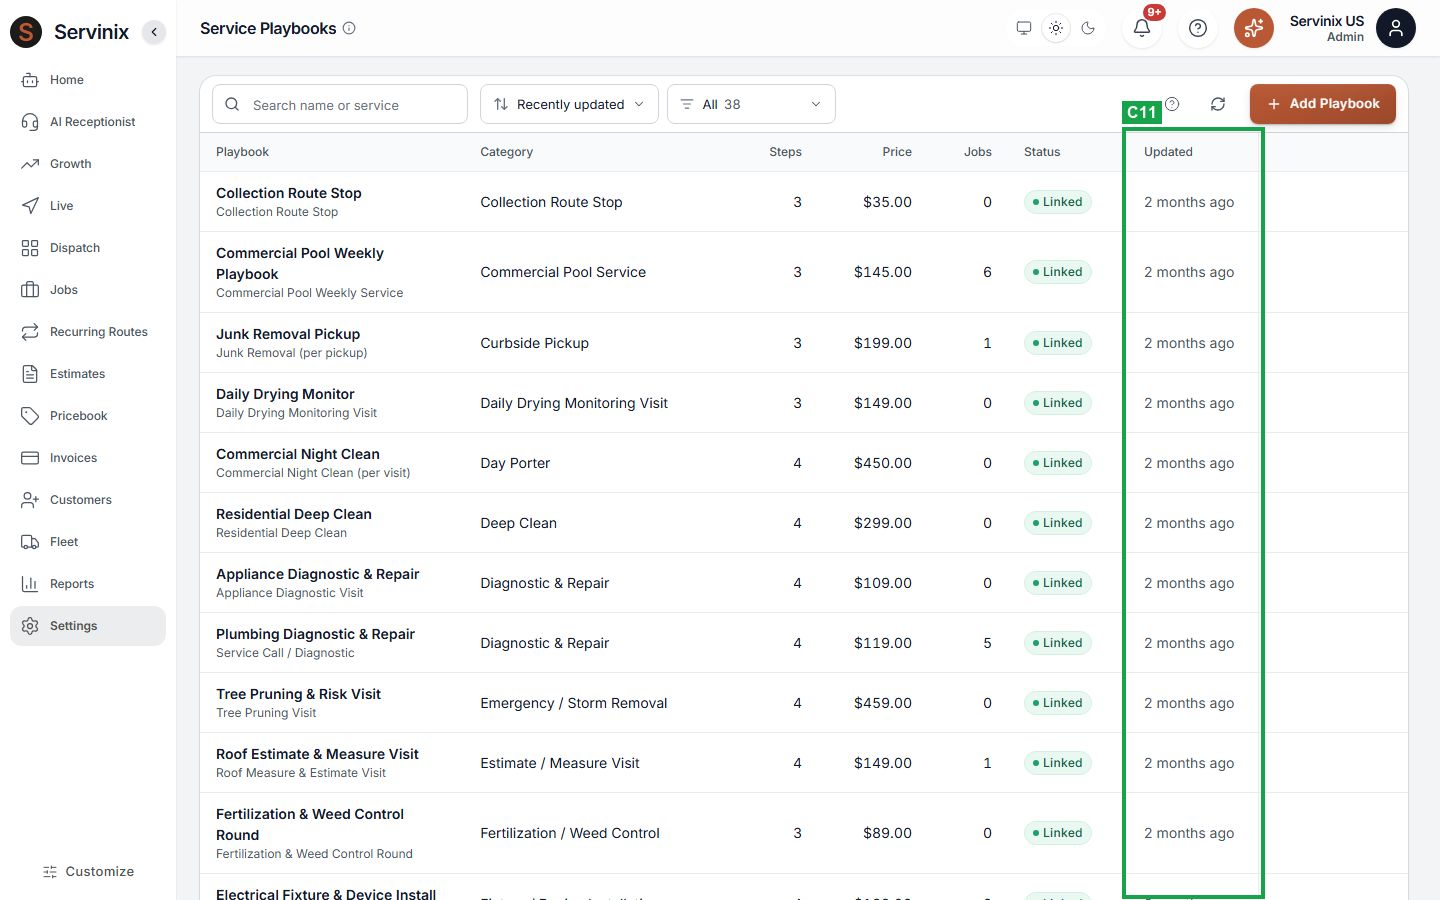 Servinix
Home
AI Receptionist
Growth
Live
Dispatch
Jobs
Recurring Routes
Estimates
Pricebook
Invoices
Customers
Fleet
Reports
Settings
Customize
Service Playbooks
9+
Servinix US
Admin
Search name or service
Recently updated
All 38
C11
Add Playbook
Playbook Category Steps Price Jobs Status Updated
Collection Route Stop
Collection Route Stop
Collection Route Stop 3 $35.00 0 Linked 2 months ago
Commercial Pool Weekly
Playbook
Commercial Pool Weekly Service
Commercial Pool Service 3 $145.00 6 Linked 2 months ago
Junk Removal Pickup
Junk Removal (per pickup)
Curbside Pickup 3 $199.00 1 Linked 2 months ago
Daily Drying Monitor
Daily Drying Monitoring Visit
Daily Drying Monitoring Visit 3 $149.00 0 Linked 2 months ago
Commercial Night Clean
Commercial Night Clean (per visit)
Day Porter 4 $450.00 0 Linked 2 months ago
Residential Deep Clean
Residential Deep Clean
Deep Clean 4 $299.00 0 Linked 2 months ago
Appliance Diagnostic & Repair
Appliance Diagnostic Visit
Diagnostic & Repair 4 $109.00 0 Linked 2 months ago
Plumbing Diagnostic & Repair
Service Call / Diagnostic
Diagnostic & Repair 4 $119.00 5 Linked 2 months ago
Tree Pruning & Risk Visit
Tree Pruning Visit
Emergency / Storm Removal 4 $459.00 0 Linked 2 months ago
Roof Estimate & Measure Visit
Roof Measure & Estimate Visit
Estimate / Measure Visit 4 $149.00 1 Linked 2 months ago
Fertilization & Weed Control
Round
Fertilization & Weed Control Round
Fertilization / Weed Control 3 $89.00 0 Linked 2 months ago
Electrical Fixture & Device Install